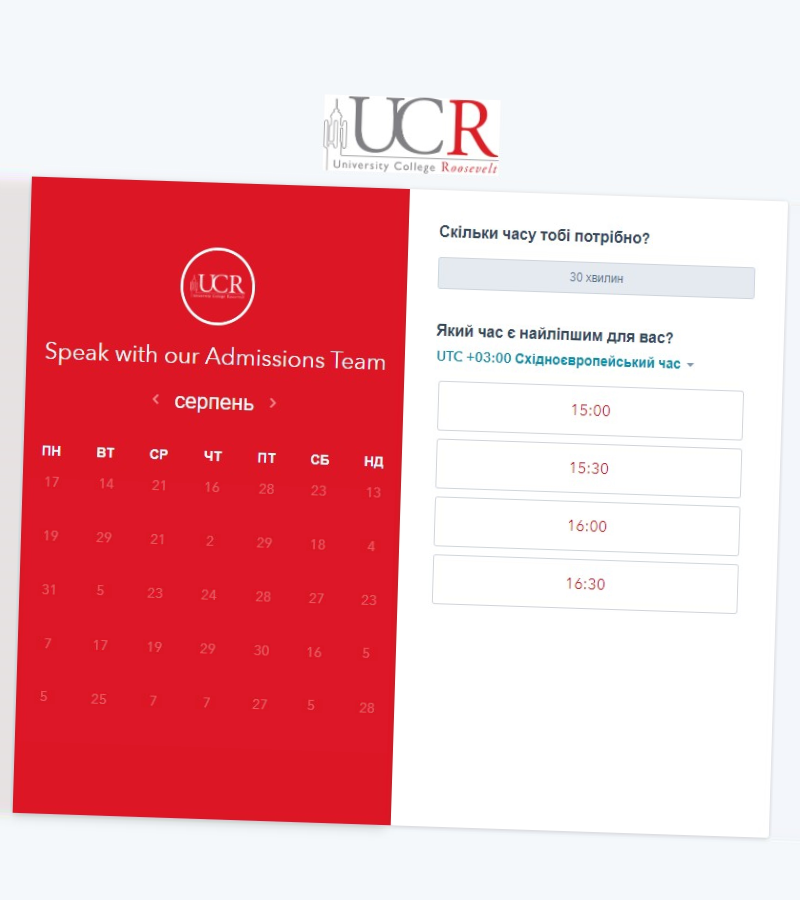 UCR
University College Roosevelt
UCR
Speak with our Admissions Team
серпень
ПН ВТ СР ЧТ ПТ СБ НД
17 14 21 16 28 23 13
19 29 21 2 29 18 4
31 5 23 24 28 27 23
7 17 19 29 30 16 5
5 25 7 7 27 5 28
Скільки часу тобі потрібно?
30 хвилин
Який час є найліпшим для вас?
UTC +03:00 Східноєвропейський час
15:00
15:30
16:00
16:30